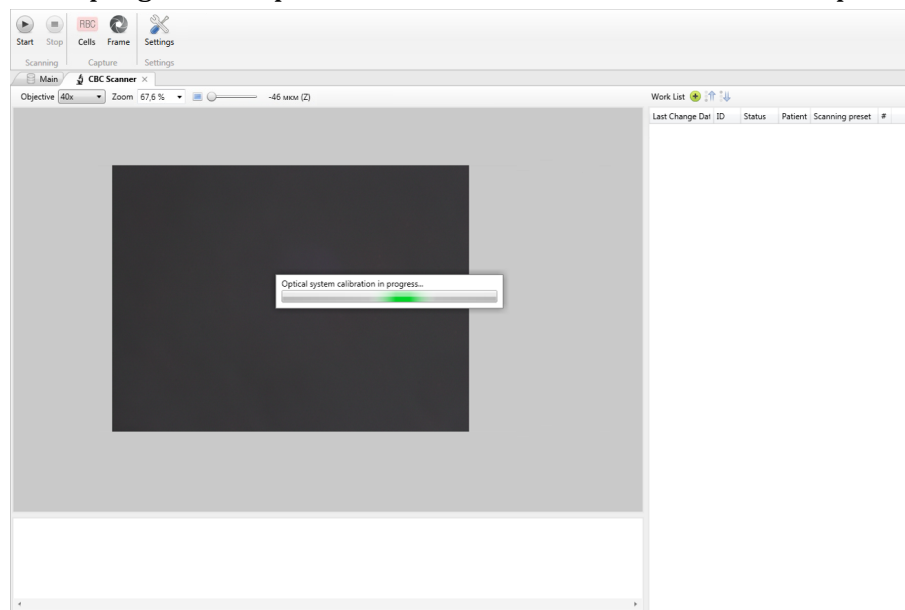 Start Stop Cells Frame Settings
RBC
Scanning Capture Settings
Main CBC Scanner ×
Objective 40x Zoom 67,6 % -46 мкм (Z)
Work List
Last Change Dat ID Status Patient Scanning preset #
Optical system calibration in progress...